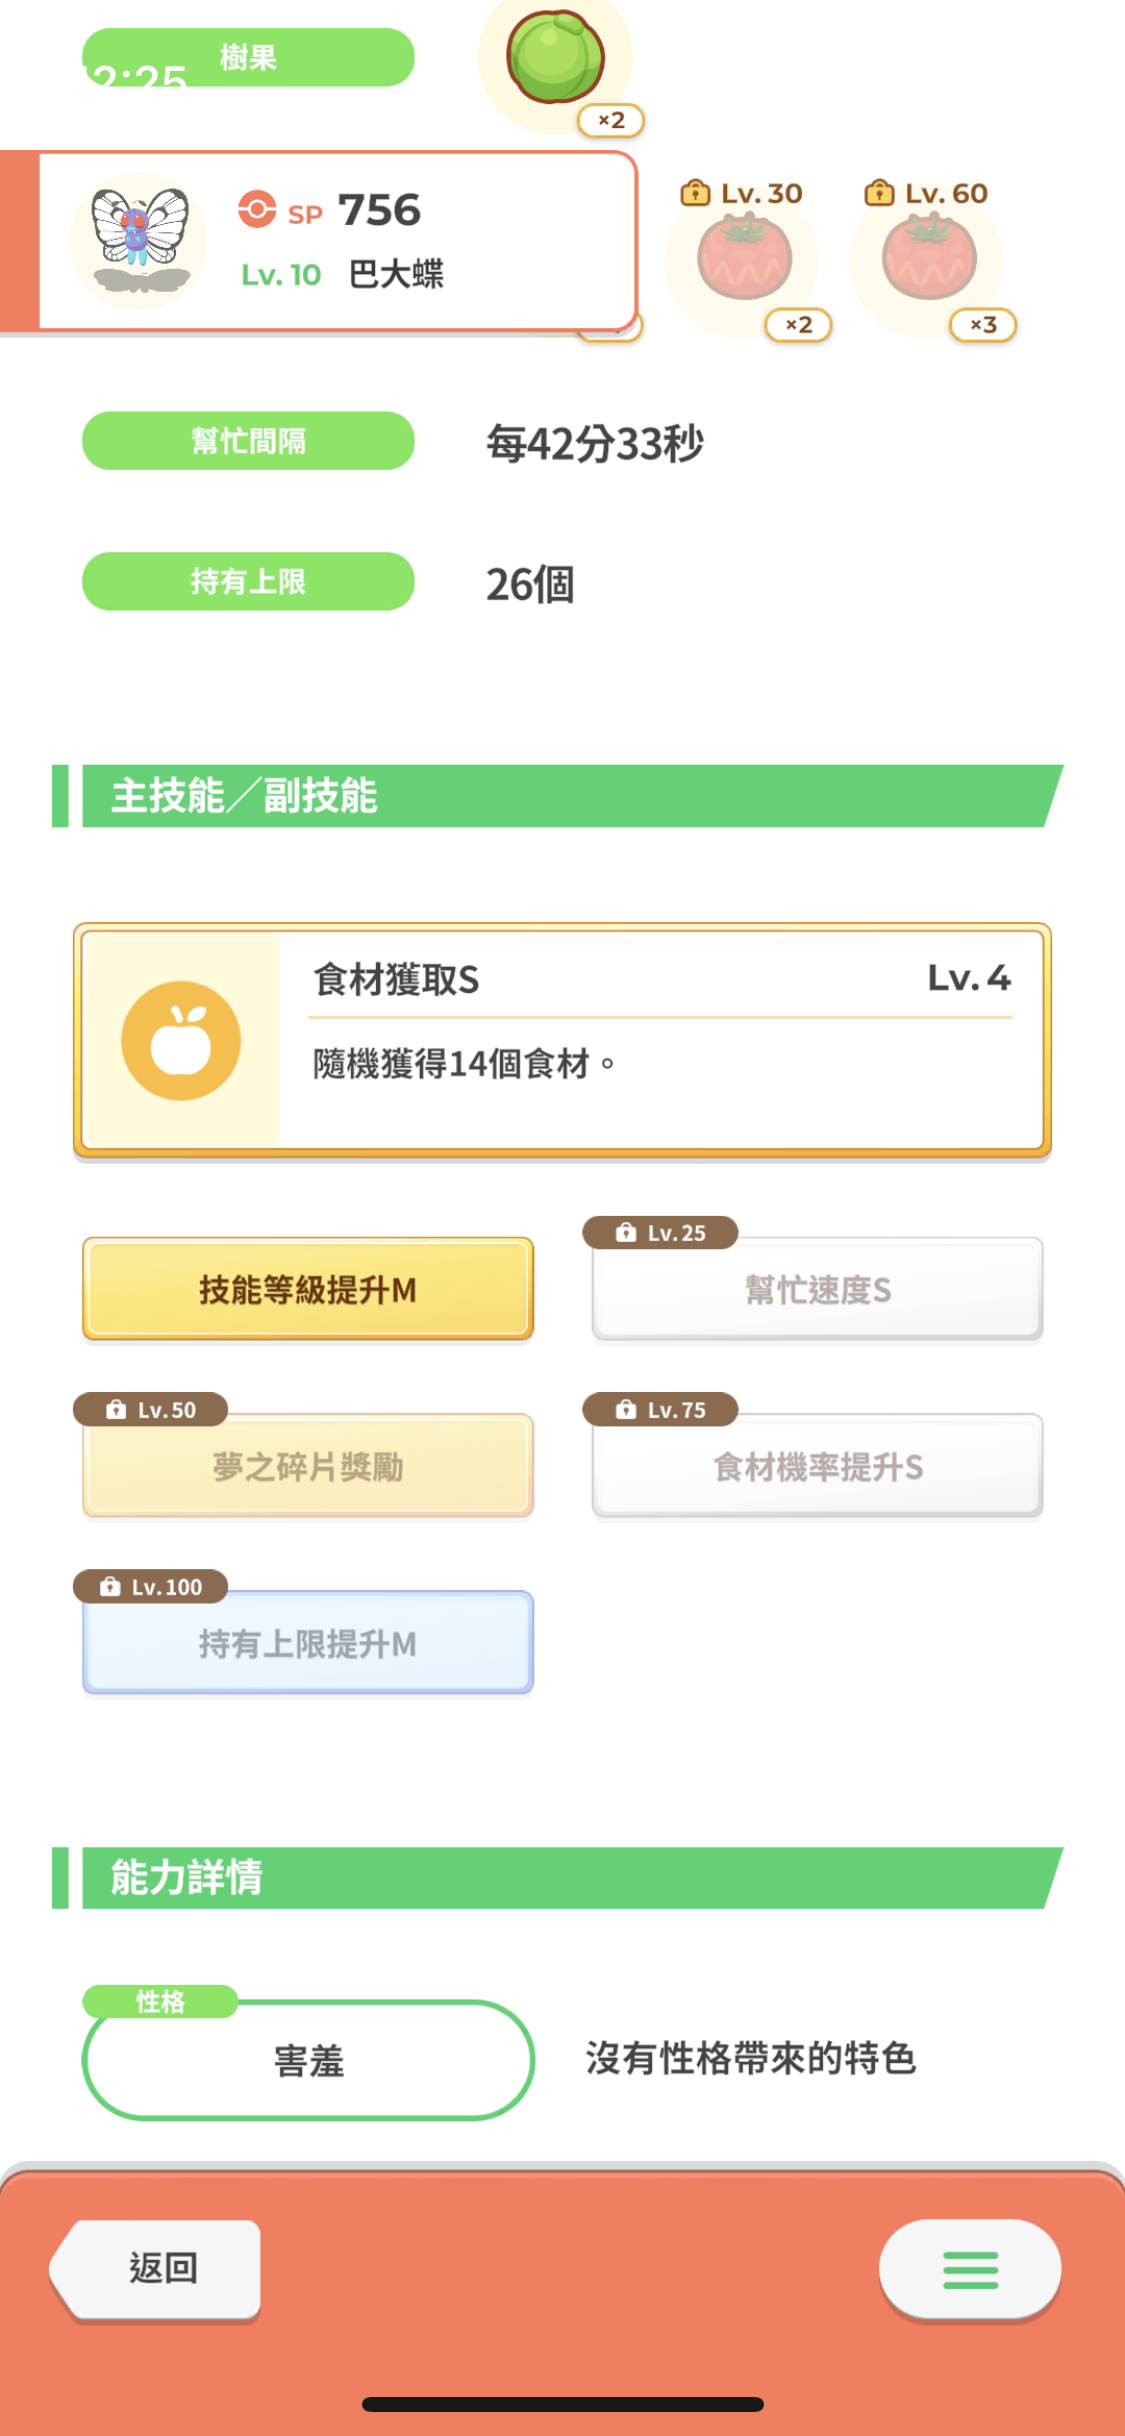 2:25
樹果
×2
SP 756
Lv. 10 巴大蝶
Lv. 30
×2
Lv. 60
×3
幫忙間隔
每42分33秒
持有上限
26個
主技能／副技能
食材獲取S
Lv. 4
隨機獲得14個食材。
技能等級提升M
Lv. 25
幫忙速度S
Lv. 50
夢之碎片獎勵
Lv. 75
食材機率提升S
Lv. 100
持有上限提升M
能力詳情
性格
害羞
沒有性格帶來的特色
返回